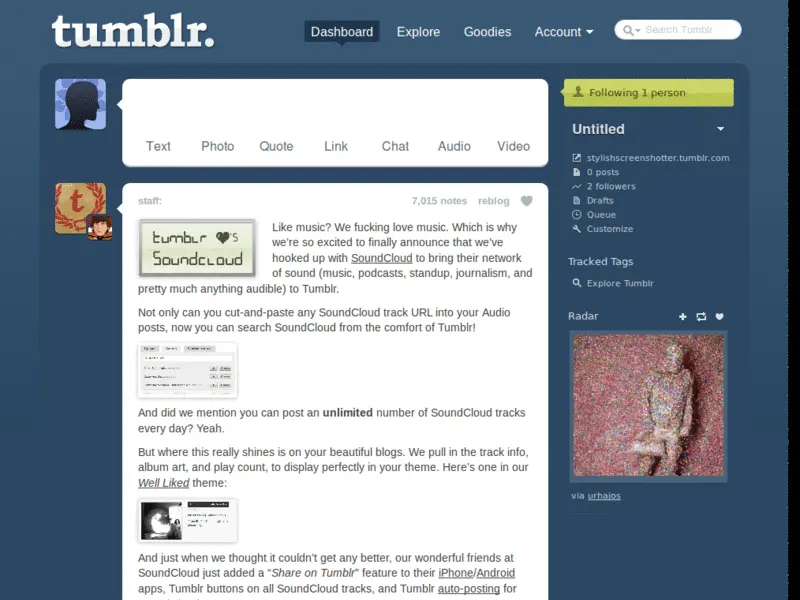 tumblr.
Dashboard
Explore
Goodies
Account
Search Tumblr
Text
Photo
Quote
Link
Chat
Audio
Video
staff:
7,015 notes
reblog
tumblr 's
Soundcloud
Like music? We fucking love music. Which is why
we're so excited to finally announce that we've
hooked up with SoundCloud to bring their network
of sound (music, podcasts, standup, journalism, and
pretty much anything audible) to Tumblr.
Not only can you cut-and-paste any SoundCloud track URL into your Audio
posts, now you can search SoundCloud from the comfort of Tumblr!
And did we mention you can post an unlimited number of SoundCloud tracks
every day? Yeah.
But where this really shines is on your beautiful blogs. We pull in the track info,
album art, and play count, to display perfectly in your theme. Here's one in our
Well Liked theme:
And just when we thought it couldn't get any better, our wonderful friends at
SoundCloud just added a "Share on Tumblr" feature to their iPhone/Android
apps, Tumblr buttons on all SoundCloud tracks, and Tumblr auto-posting for
Following 1 person
Untitled
stylishscreenshotter.tumblr.com
0 posts
2 followers
Drafts
Queue
Customize
Tracked Tags
Explore Tumblr
Radar
via urhajos